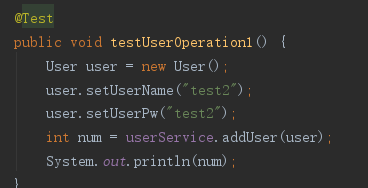 @Test
public void testUserOperation1() {
User user = new User();
user.setUserName("test2");
user.setUserPw("test2");
int num = userService.addUser(user);
System.out.println(num);
}